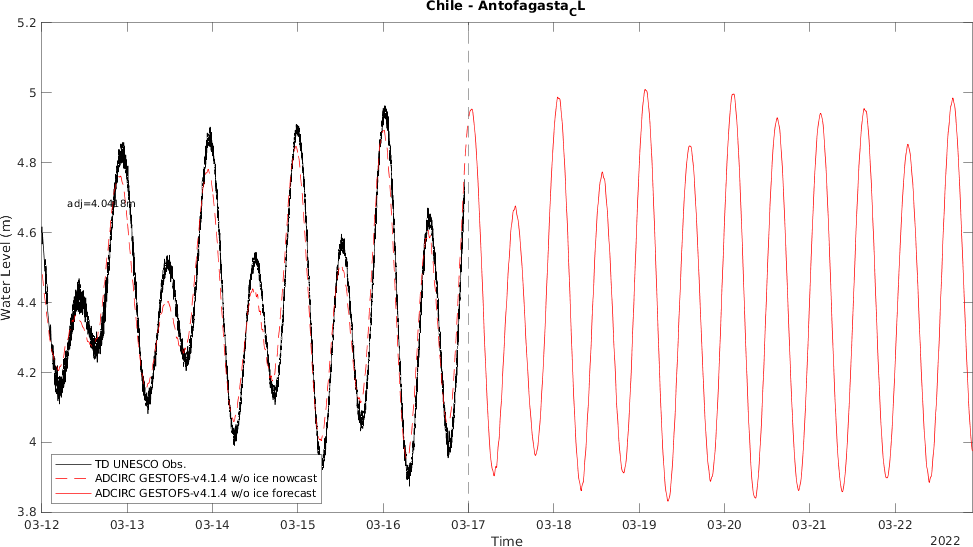 Chile - Antofagasta_CL
5.2
5
4.8
4.6
4.4
4.2
4
3.8
Water Level (m)
adj=4.0418m
TD UNESCO Obs.
ADCIRC GESTOFS-v4.1.4 w/o ice nowcast
ADCIRC GESTOFS-v4.1.4 w/o ice forecast
03-12 03-13 03-14 03-15 03-16 03-17 03-18 03-19 03-20 03-21 03-22
Time
2022